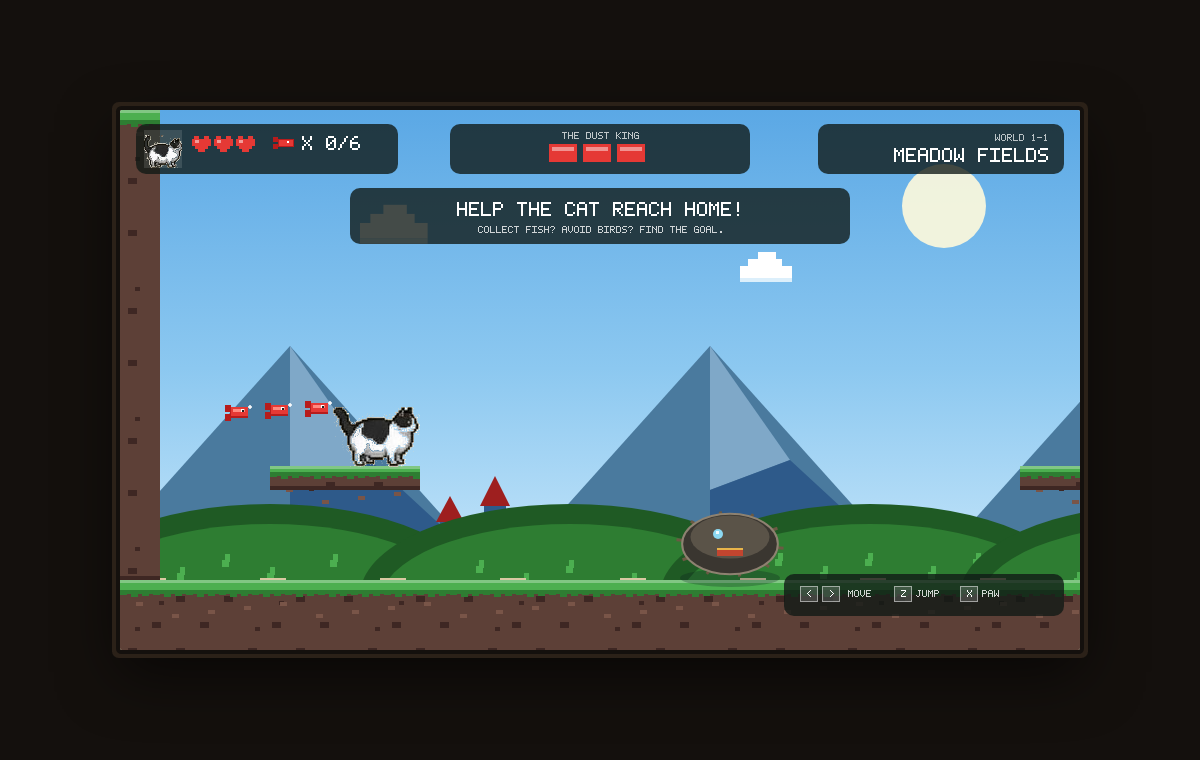 X 0/6
THE DUST KING
WORLD 1-1
MEADOW FIELDS
HELP THE CAT REACH HOME!
COLLECT FISH? AVOID BIRDS? FIND THE GOAL.
< > MOVE Z JUMP X PAW